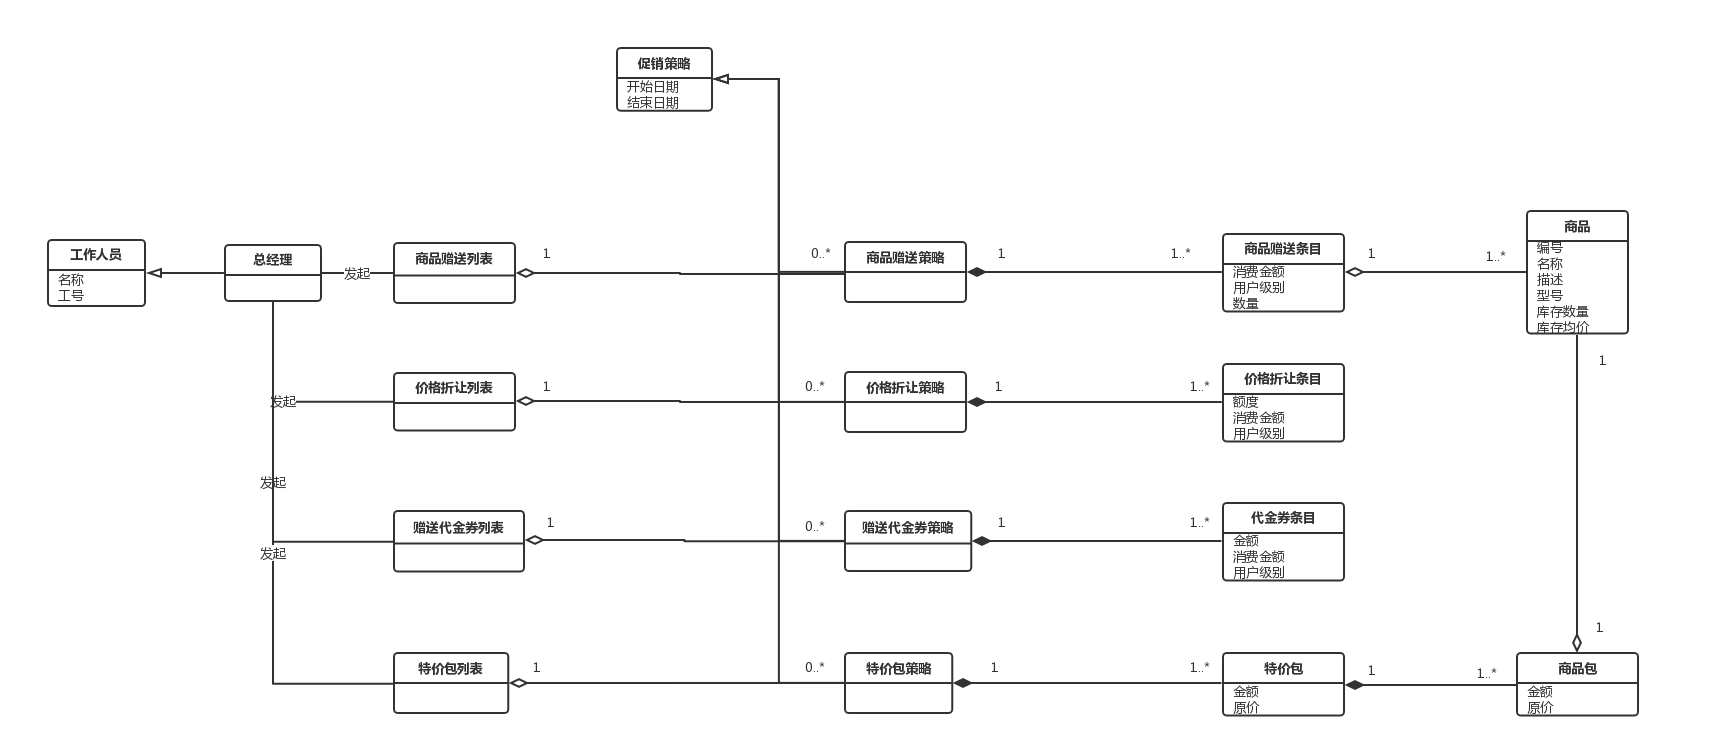 促销策略
开始日期
结束日期
工作人员
名称
工号
总经理
发起
商品赠送列表
1
0..*
商品赠送策略
1
1..*
商品赠送条目
消费金额
用户级别
数量
1
1..*
商品
编号
名称
描述
型号
库存数量
库存均价
1
发起
价格折让列表
1
0..*
价格折让策略
1
1..*
价格折让条目
额度
消费金额
用户级别
发起
赠送代金券列表
1
0..*
赠送代金券策略
1
1..*
代金券条目
金额
消费金额
用户级别
发起
1
特价包列表
1
0..*
特价包策略
1
1..*
特价包
金额
原价
1
1..*
商品包
金额
原价